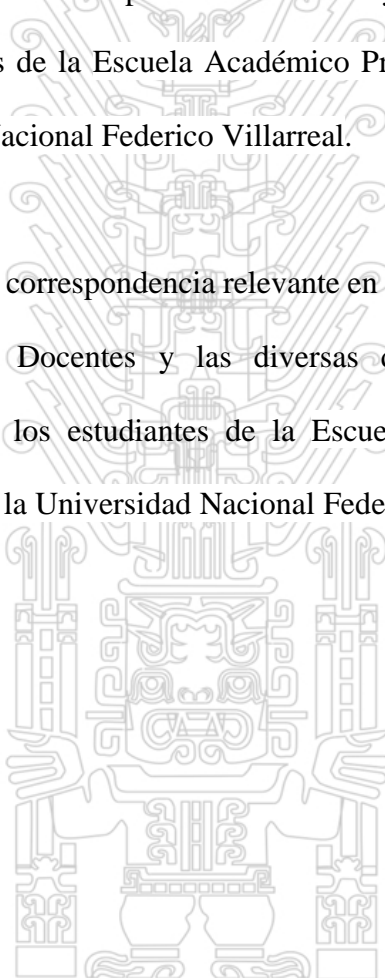 s de la Escuela Académico Pr
Nacional Federico Villarreal.
correspondencia relevante en
Docentes y las diversas
los estudiantes de la Escue
la Universidad Nacional Fede